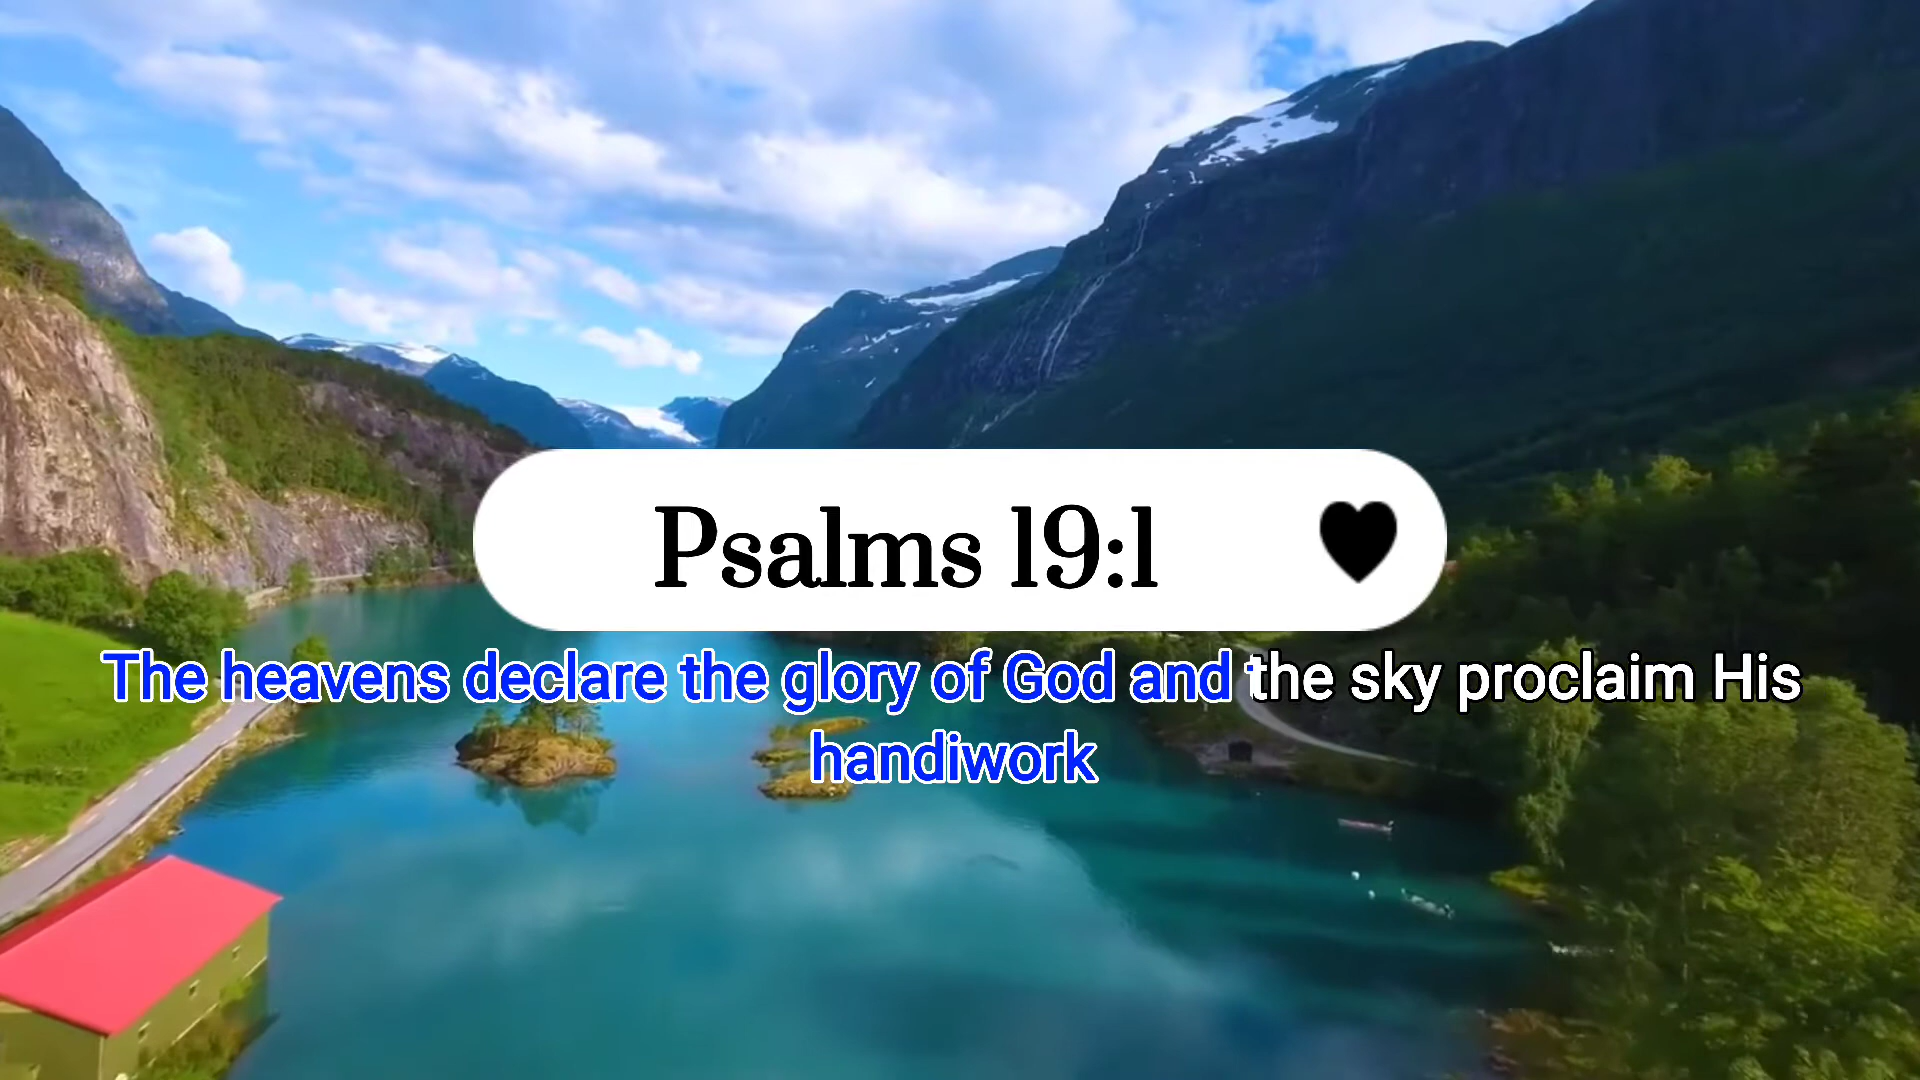 Psalms 19:1
The heavens declare the glory of God and the sky proclaim His
handiwork